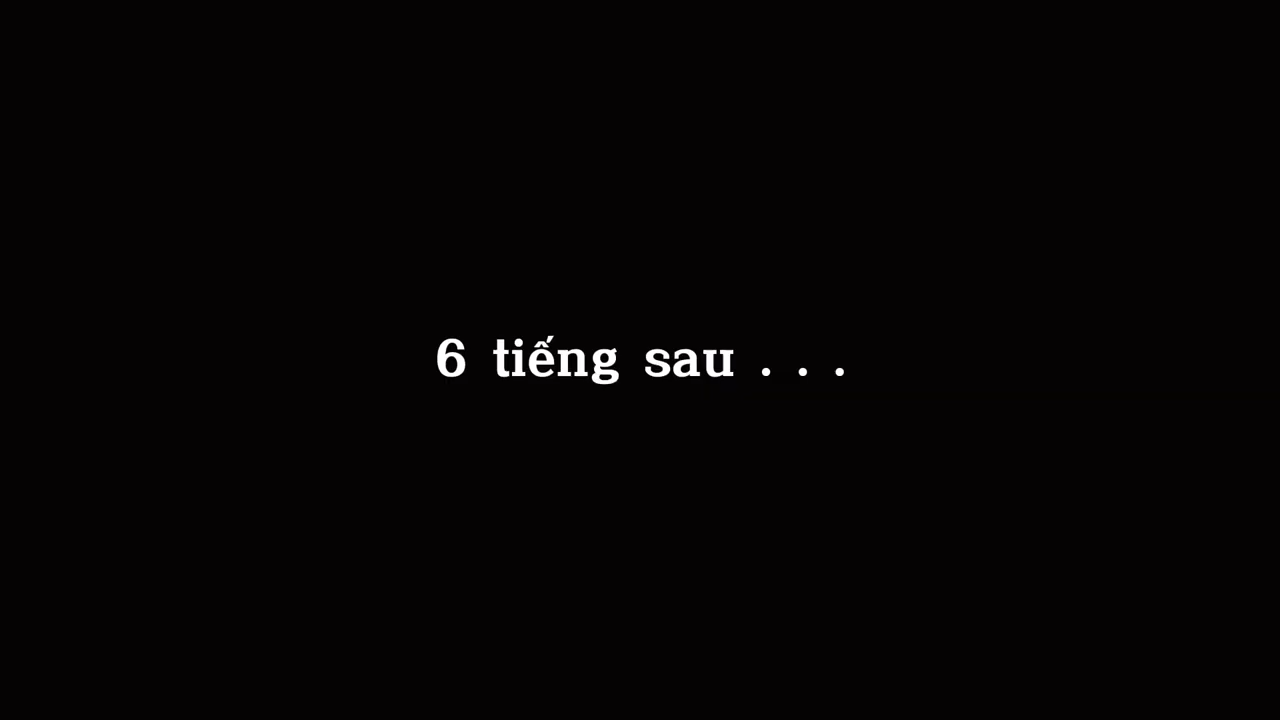 6 tiếng sau . . .